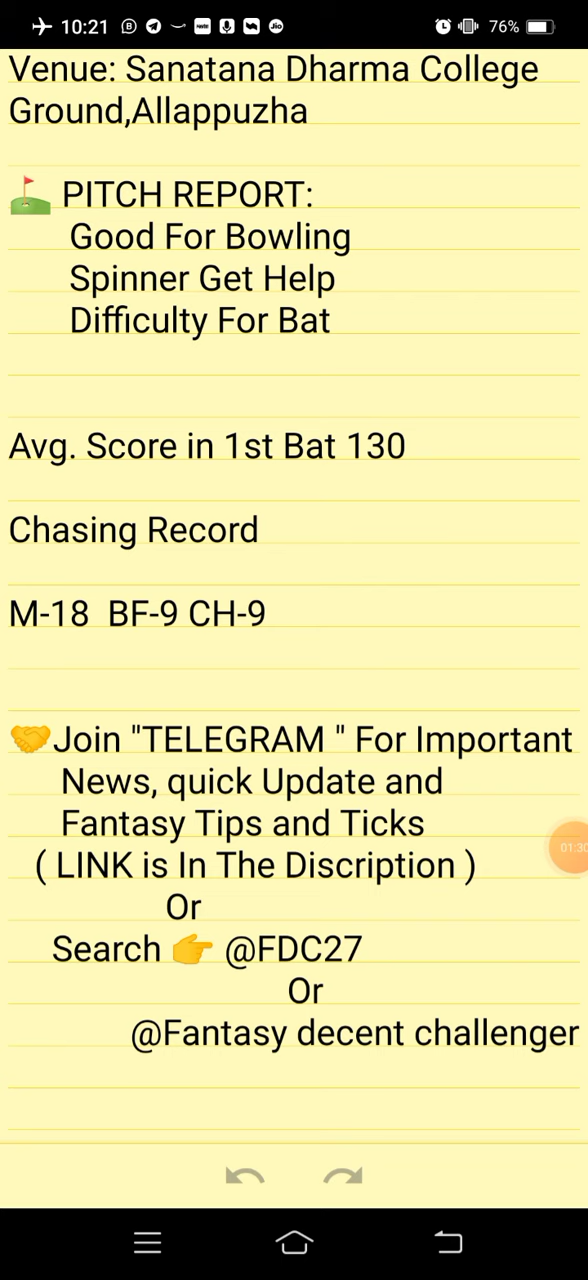 10:21
76%
Venue: Sanatana Dharma College
Ground,Allappuzha
PITCH REPORT:
Good For Bowling
Spinner Get Help
Difficulty For Bat
Avg. Score in 1st Bat 130
Chasing Record
M-18 BF-9 CH-9
Join "TELEGRAM " For Important
News, quick Update and
Fantasy Tips and Ticks
( LINK is In The Discription )
01:30
Or
Search 👉 @FDC27
Or
@Fantasy decent challenger